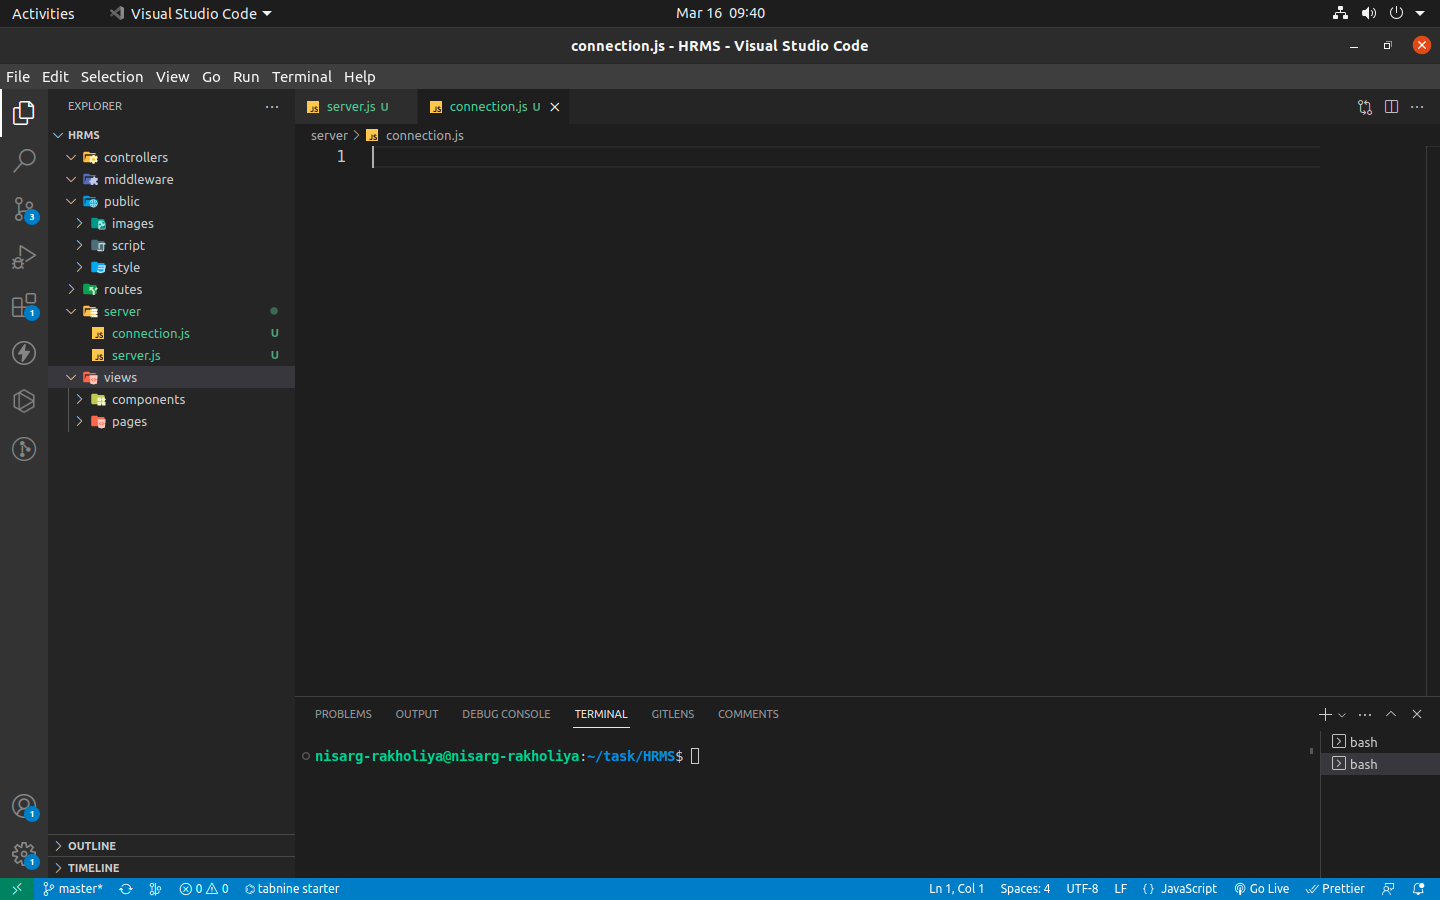 Activities Visual Studio Code Mar 16 09:40
connection.js - HRMS - Visual Studio Code
File Edit Selection View Go Run Terminal Help
EXPLORER
server.js U connection.js U
HRMS
server connection.js
controllers
1
middleware
public
images
script
style
routes
server
connection.js U
server.js U
views
components
pages
3
1
PROBLEMS OUTPUT DEBUG CONSOLE TERMINAL GITLENS COMMENTS
nisarg-rakholiya@nisarg-rakholiya:~/task/HRMS$
bash
bash
1
1
OUTLINE
TIMELINE
master* 0 0 tabnine starter Ln 1, Col 1 Spaces: 4 UTF-8 LF {} JavaScript Go Live Prettier